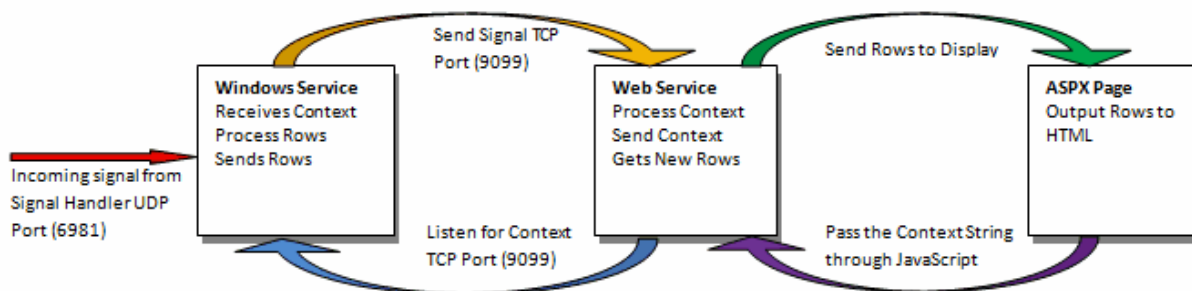 Send Signal TCP
Port (9099)
Send Rows to Display
Windows Service
Receives Context
Process Rows
Sends Rows
Web Service
Process Context
Send Context
Gets New Rows
ASPX Page
Output Rows to
HTML
Incoming signal from
Signal Handler UDP
Port (6981)
Listen for Context
TCP Port (9099)
Pass the Context String
through JavaScript